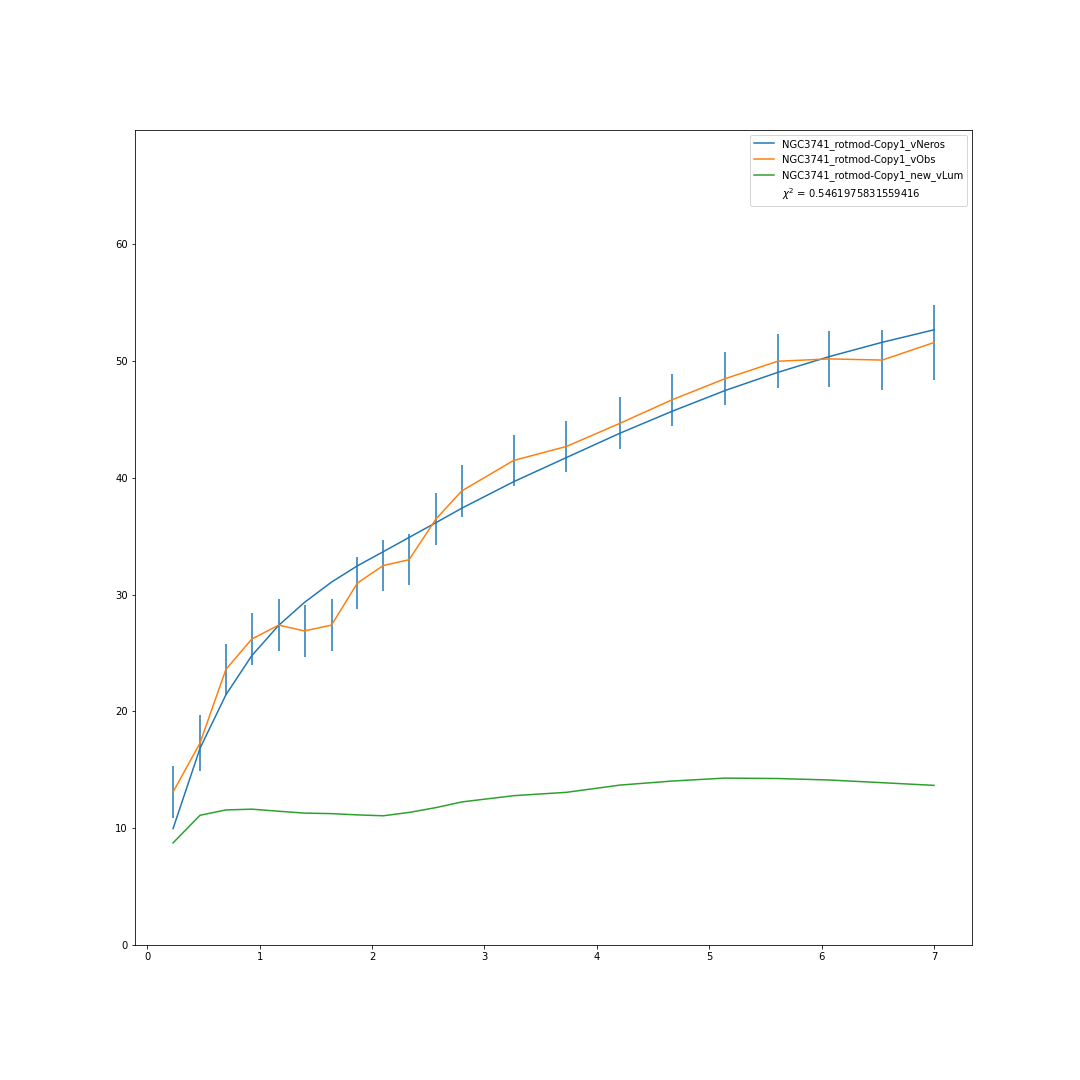 NGC3741_rotmod-Copy1_vNeros
NGC3741_rotmod-Copy1_vObs
NGC3741_rotmod-Copy1_new_vLum
χ² = 0.5461975831559416
60
50
40
30
20
10
0
0 1 2 3 4 5 6 7